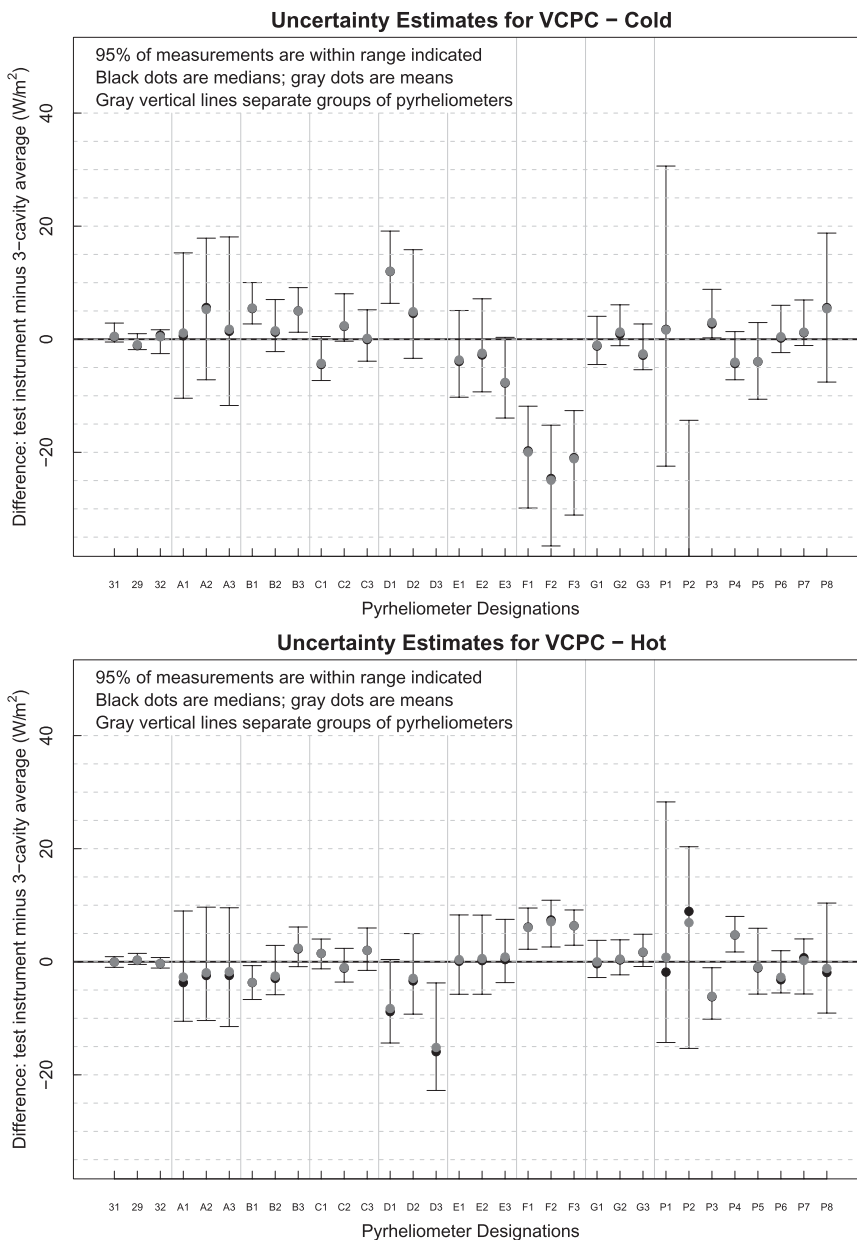 Uncertainty Estimates for VCPC − Cold
95% of measurements are within range indicated
Black dots are medians; gray dots are means
Gray vertical lines separate groups of pyrheliometers
Difference: test instrument minus 3−cavity average (W/m²)
40
20
0
−20
31 29 32 A1 A2 A3 B1 B2 B3 C1 C2 C3 D1 D2 D3 E1 E2 E3 F1 F2 F3 G1 G2 G3 P1 P2 P3 P4 P5 P6 P7 P8
Pyrheliometer Designations
Uncertainty Estimates for VCPC − Hot
95% of measurements are within range indicated
Black dots are medians; gray dots are means
Gray vertical lines separate groups of pyrheliometers
Difference: test instrument minus 3−cavity average (W/m²)
40
20
0
−20
31 29 32 A1 A2 A3 B1 B2 B3 C1 C2 C3 D1 D2 D3 E1 E2 E3 F1 F2 F3 G1 G2 G3 P1 P2 P3 P4 P5 P6 P7 P8
Pyrheliometer Designations